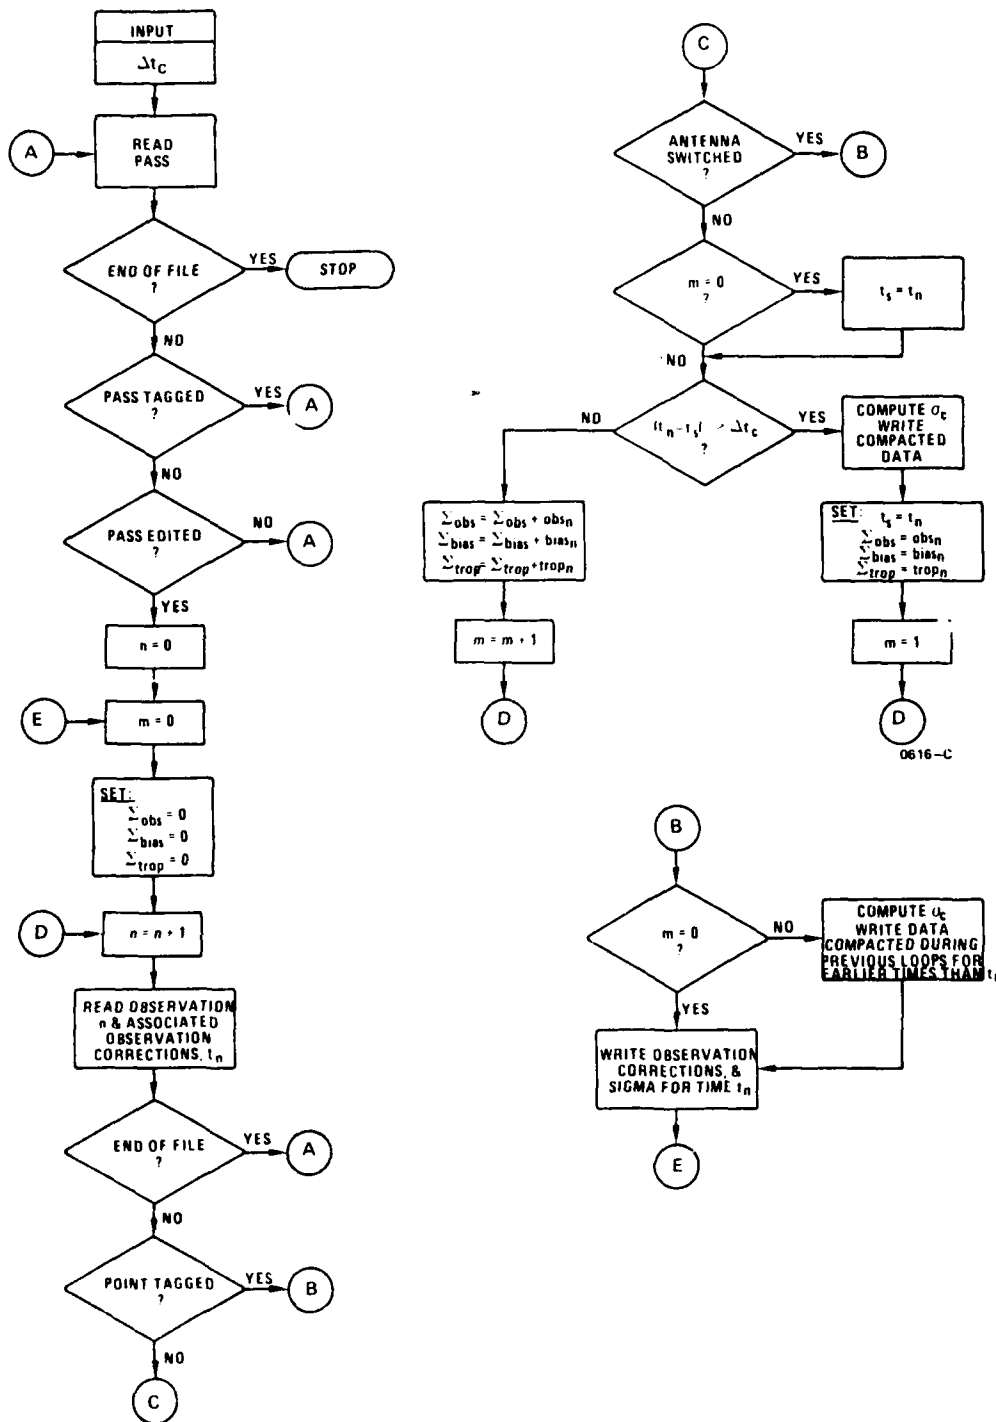 INPUT
Δt_C
A
READ
PASS
END OF FILE
?
YES
STOP
NO
PASS TAGGED
?
YES
A
NO
PASS EDITED
?
NO
A
YES
n = 0
E
m = 0
SET:
Σobs = 0
Σbias = 0
Σtrop = 0
D
n = n + 1
READ OBSERVATION
n & ASSOCIATED
OBSERVATION
CORRECTIONS, t_n
END OF FILE
?
YES
A
NO
POINT TAGGED
?
YES
B
NO
C
C
ANTENNA
SWITCHED
?
YES
B
NO
m = 0
?
YES
t_s = t_n
NO
(t_n - t_s) > Δt_c
?
NO
YES
COMPUTE σ_c
WRITE
COMPACTED
DATA
Σobs = Σobs + obs_n
Σbias = Σbias + bias_n
Σtrop = Σtrop + trop_n
SET:
t_s = t_n
Σobs = obs_n
Σbias = bias_n
Σtrop = trop_n
m = m + 1
m = 1
D
D
0616-C
B
m = 0
?
NO
COMPUTE σ_c
WRITE DATA
COMPACTED DURING
PREVIOUS LOOPS FOR
EARLIER TIMES THAN t_n
YES
WRITE OBSERVATION
CORRECTIONS, &
SIGMA FOR TIME t_n
E